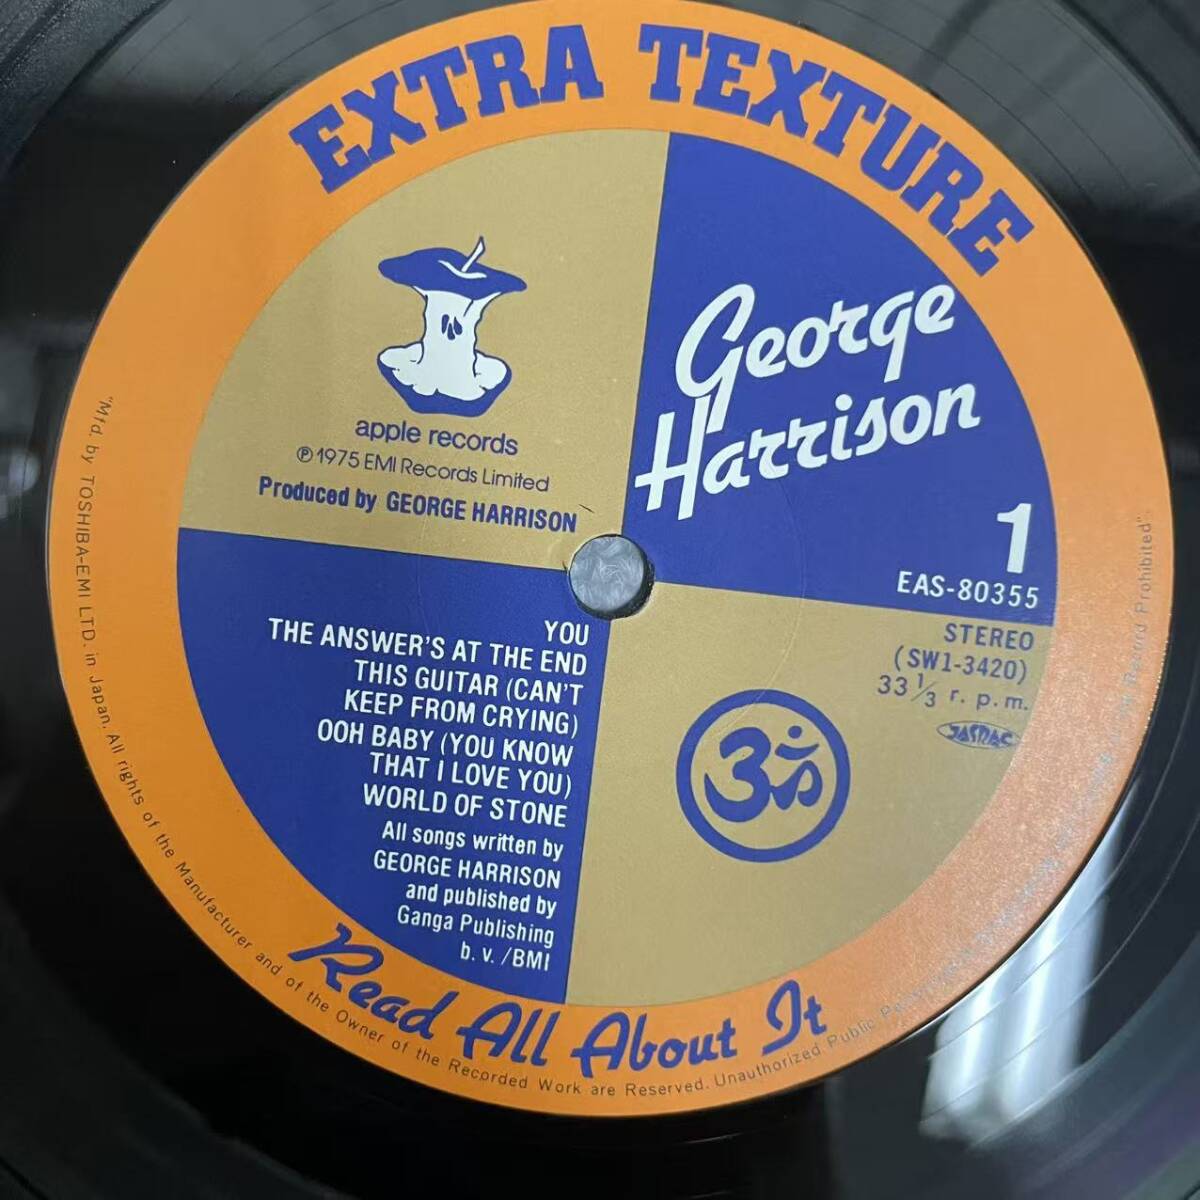 EXTRA TEXTURE
George
Harrison
apple records
℗ 1975 EMI Records Limited
Produced by GEORGE HARRISON
1
EAS-80355
STEREO
(SW1-3420)
33 1/3 r. p. m.
JASRAC
YOU
THE ANSWER'S AT THE END
THIS GUITAR (CAN'T
KEEP FROM CRYING)
OOH BABY (YOU KNOW
THAT I LOVE YOU)
WORLD OF STONE
All songs written by
GEORGE HARRISON
and published by
Ganga Publishing
b. v. /BMI
ॐ
Read All About It
"Mfd. by TOSHIBA-EMI LTD. in Japan. All rights of the Manufacturer and of the Owner of the Recorded Work are Reserved. Unauthorized Public Record Prohibited".